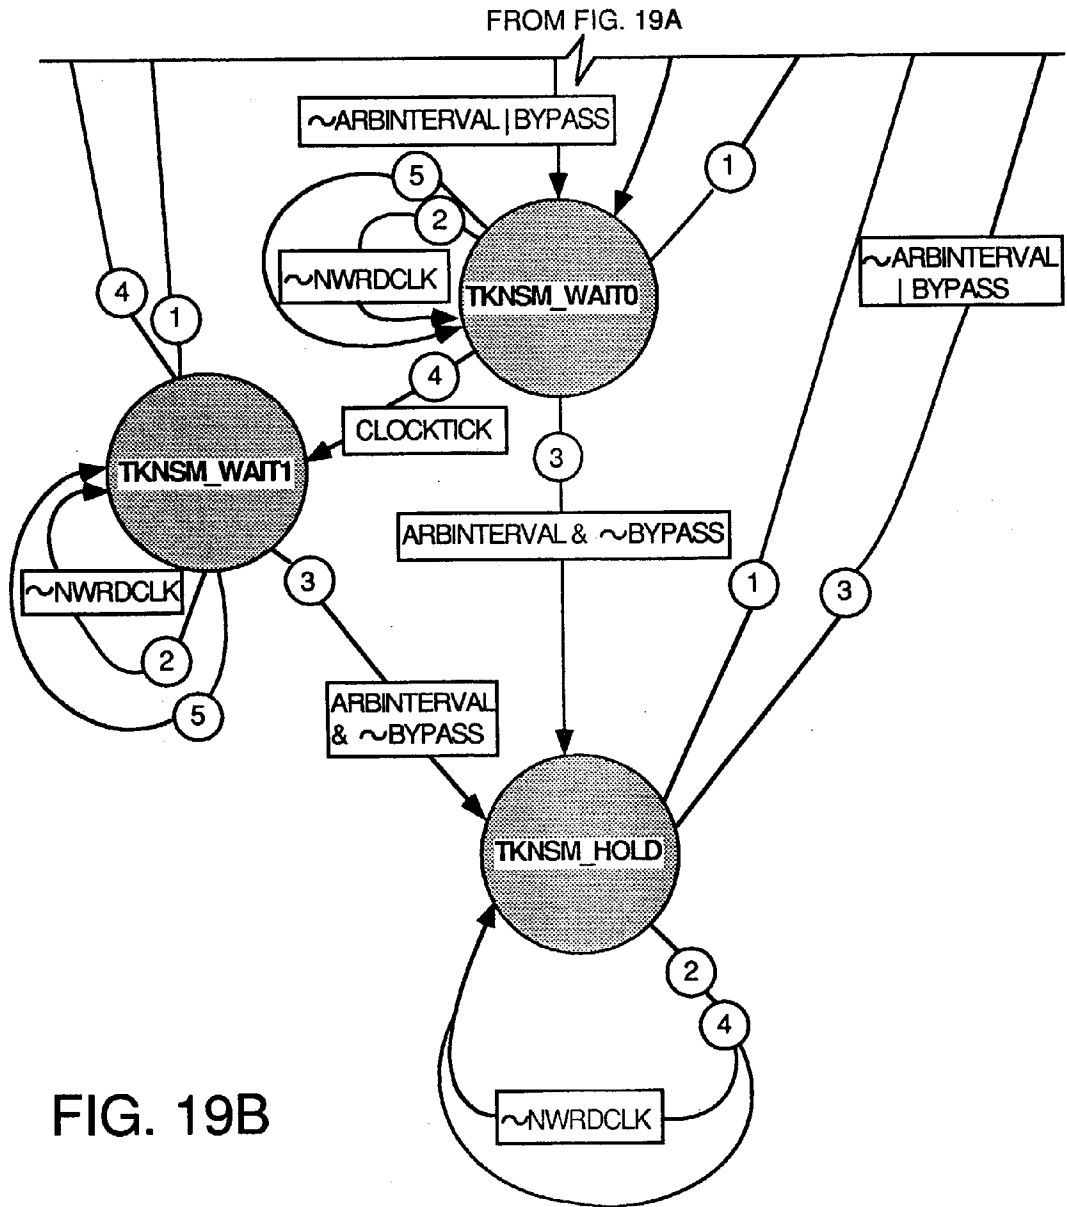 FROM FIG. 19A
~ARBINTERVAL | BYPASS
1
5
2
~ARBINTERVAL
| BYPASS
~NWRDCLK
TKNSM_WAIT0
4
1
4
CLOCKTICK
3
TKNSM_WAIT1
ARBINTERVAL & ~BYPASS
~NWRDCLK
3
1
3
2
5
ARBINTERVAL
& ~BYPASS
TKNSM_HOLD
2
4
~NWRDCLK
FIG. 19B